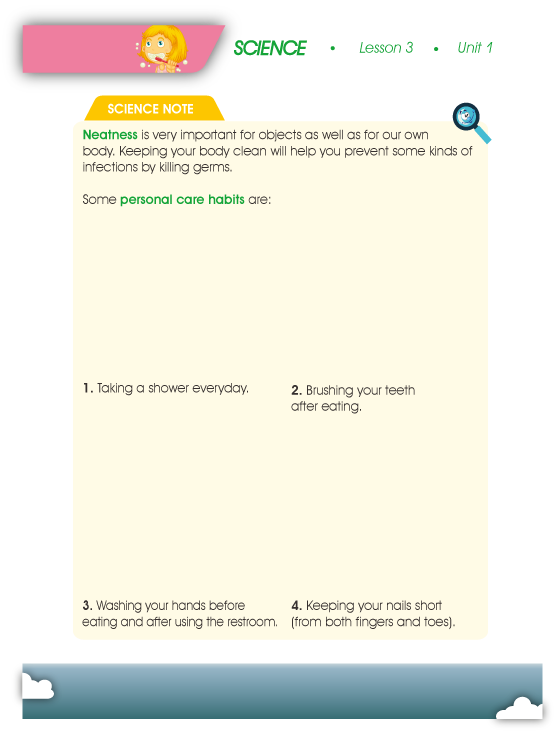 SCIENCE • Lesson 3 • Unit 1
SCIENCE NOTE
Neatness is very important for objects as well as for our own
body. Keeping your body clean will help you prevent some kinds of
infections by killing germs.
Some personal care habits are:
1. Taking a shower everyday.
2. Brushing your teeth
after eating.
3. Washing your hands before
eating and after using the restroom.
4. Keeping your nails short
(from both fingers and toes).